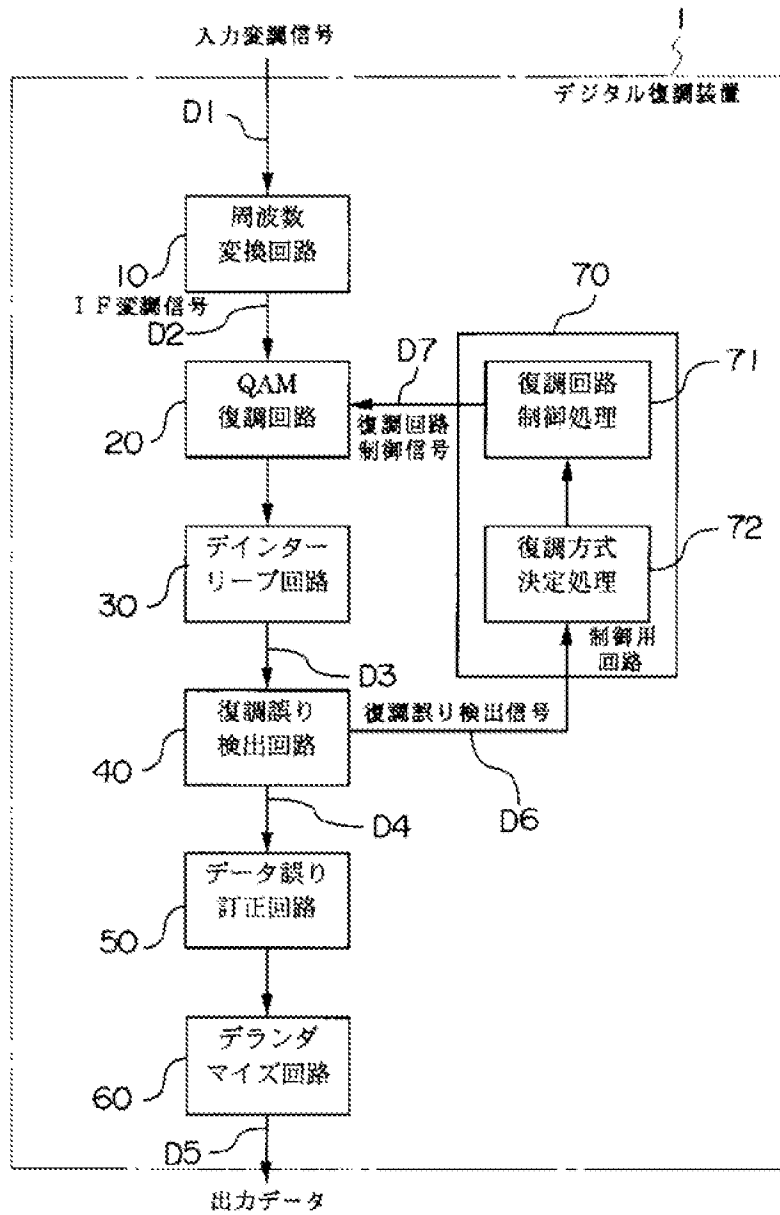 入力変調信号
1
デジタル復調装置
D1
周波数
変換回路
10
IF変調信号
D2
70
D7
QAM
復調回路
20
復調回路
制御信号
復調回路
制御処理
71
デインター
リーブ回路
30
復調方式
決定処理
72
制御用
回路
D3
復調誤り
検出回路
40
復調誤り検出信号
D6
D4
データ誤り
訂正回路
50
デランダ
マイズ回路
60
D5
出力データ